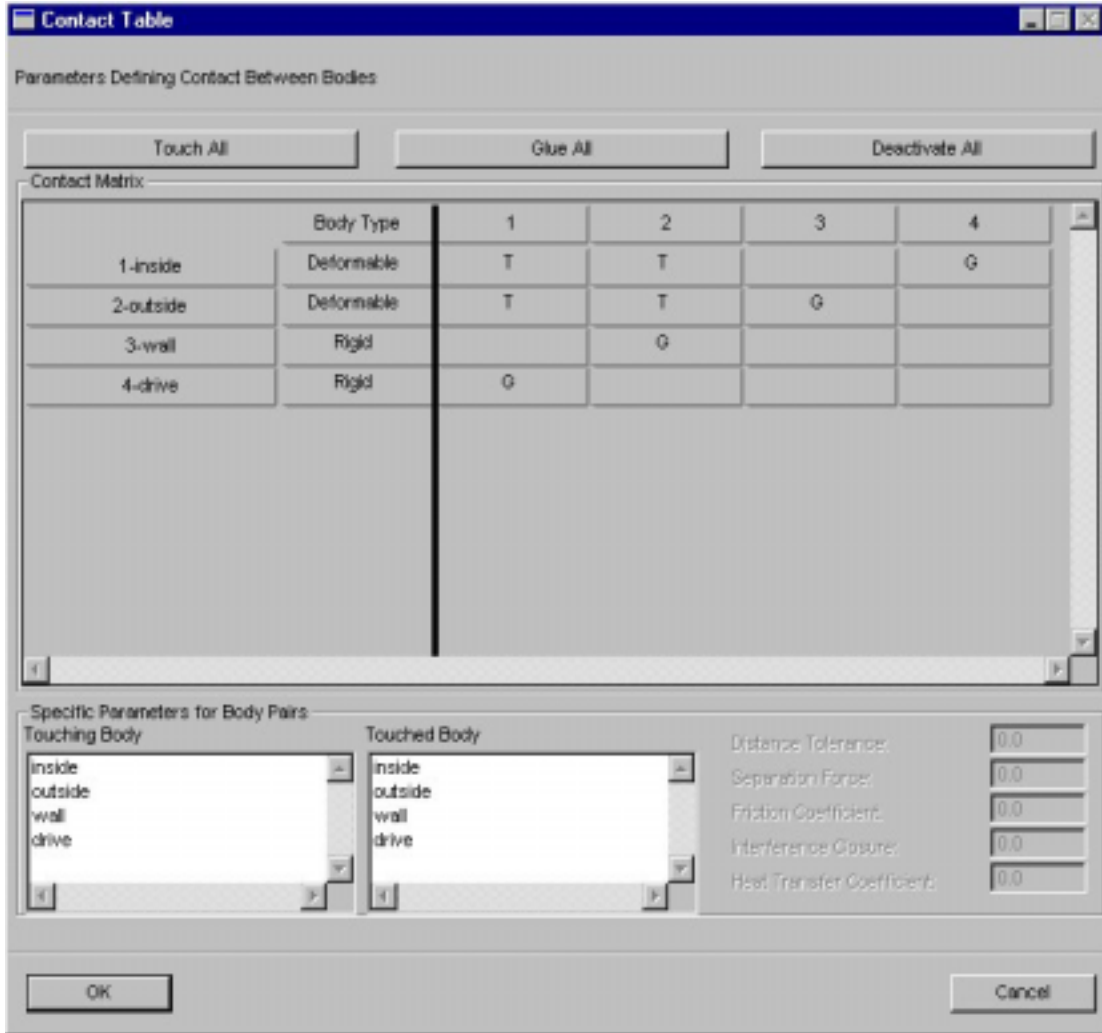 Contact Table
Parameters Defining Contact Between Bodies
Touch All Glue All Deactivate All
Contact Matrix
Body Type 1 2 3 4
1-inside Deformable T T G
2-outside Deformable T T G
3-wall Rigid G
4-drive Rigid G
Specific Parameters for Body Pairs
Touching Body Touched Body
inside inside
outside outside
wall wall
drive drive
Distance Tolerance: 0.0
Separation Force: 0.0
Friction Coefficient: 0.0
Interference Closure: 0.0
Heat Transfer Coefficient: 0.0
OK Cancel